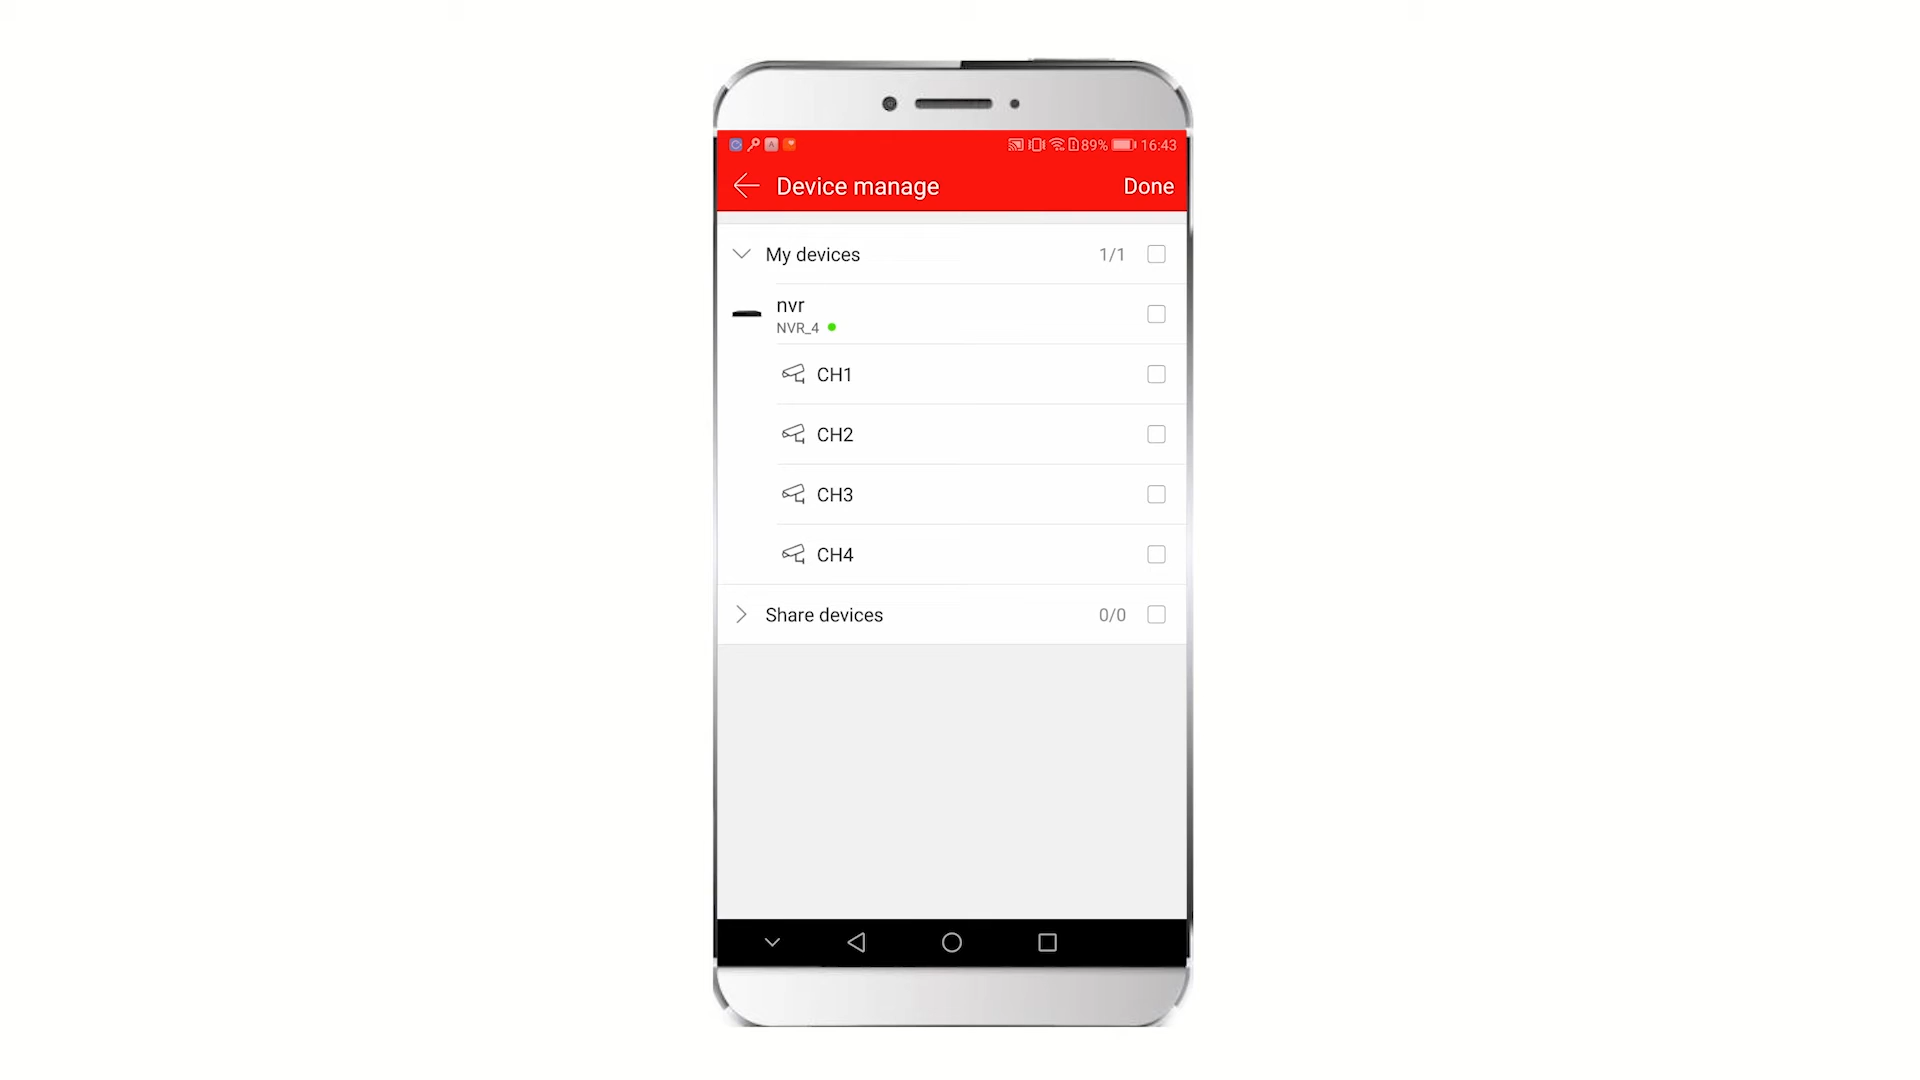 89% 16:43
Device manage Done
My devices 1/1
nvr
NVR_4
CH1
CH2
CH3
CH4
Share devices 0/0